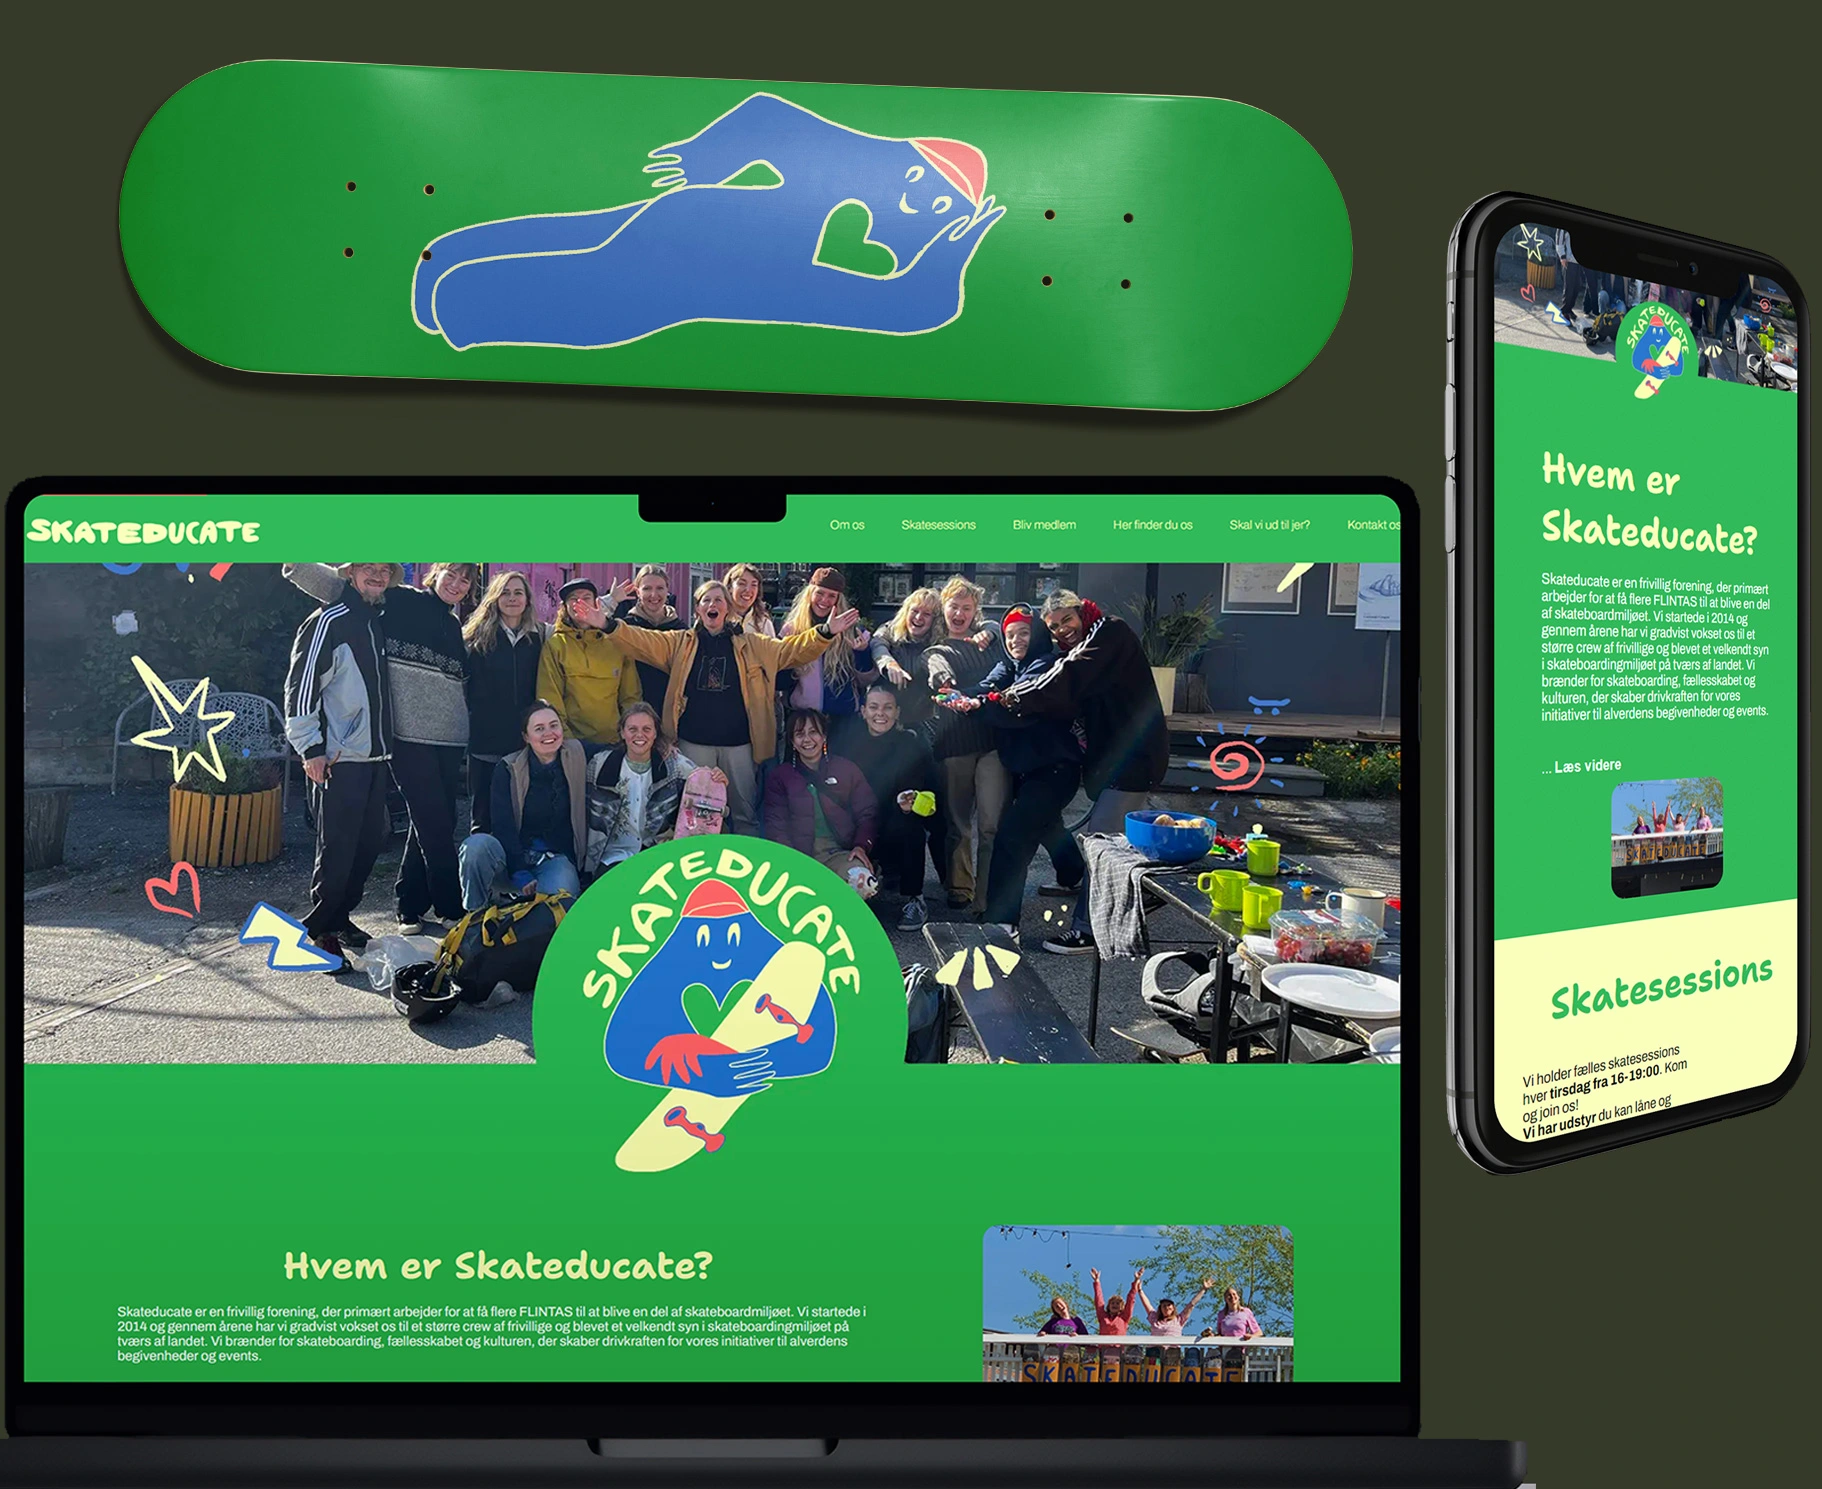 SKATEDUCATE
Om os
Skatesessions
Bliv medlem
Her finder du os
Skal vi ud til jer?
Kontakt os
SKATEDUCATE
Hvem er Skateducate?
Skateducate er en frivillig forening, der primært arbejder for at få flere FLINTAS til at blive en del af skateboardmiljøet. Vi startede i
2014 og gennem årene har vi gradvist vokset os til et større crew af frivillige og blevet et velkendt syn i skateboardingmiljøet på
tværs af landet. Vi brænder for skateboarding, fællesskabet og kulturen, der skaber drivkraften for vores initiativer til alverdens
begivenheder og events.
SKATEDUCATE
SKATEDUCATE
Hvem er
Skateducate?
Skateducate er en frivillig forening, der primært
arbejder for at få flere FLINTAS til at blive en del
af skateboardmiljøet. Vi startede i 2014 og
gennem årene har vi gradvist vokset os til et
større crew af frivillige og blevet et velkendt syn
i skateboardingmiljøet på tværs af landet. Vi
brænder for skateboarding, fællesskabet og
kulturen, der skaber drivkraften for vores
initiativer til alverdens begivenheder og events.
... Læs videre
SKATEDUCATE
Skatesessions
Vi holder fælles skatesessions
hver tirsdag fra 16-19:00. Kom
og join os!
Vi har udstyr du kan låne og